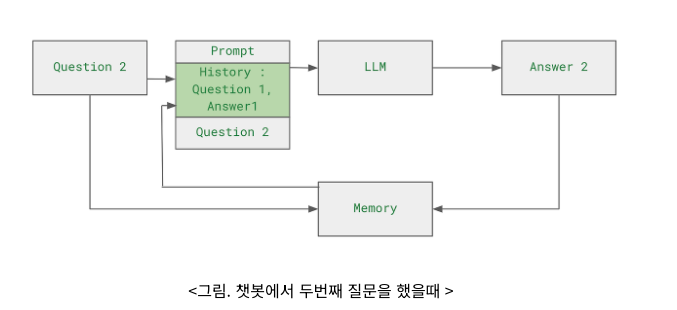 Question 2
Prompt
History :
Question 1,
Answer1
Question 2
LLM
Answer 2
Memory
<그림. 챗봇에서 두번째 질문을 했을때 >